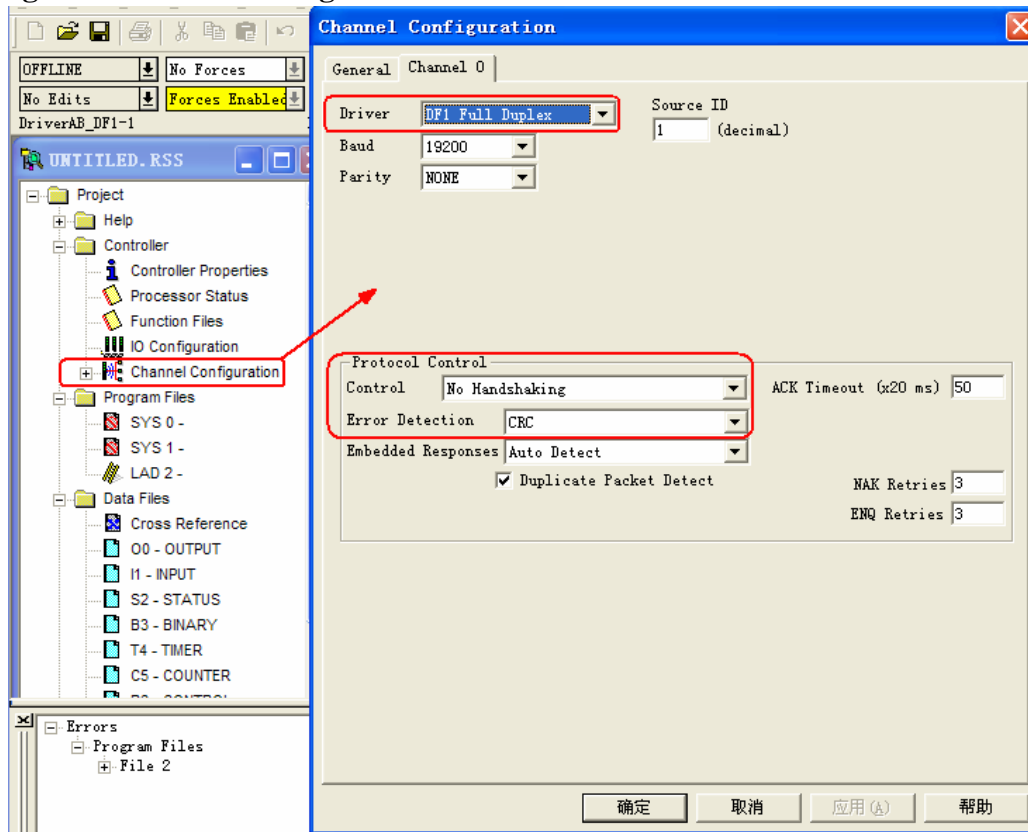 Channel Configuration
OFFLINE
No Forces
No Edits
Forces Enabled
DriverAB_DF1-1
UNTITLED.RSS
Project
Help
Controller
Controller Properties
Processor Status
Function Files
IO Configuration
Channel Configuration
Program Files
SYS 0 -
SYS 1 -
LAD 2 -
Data Files
Cross Reference
O0 - OUTPUT
I1 - INPUT
S2 - STATUS
B3 - BINARY
T4 - TIMER
C5 - COUNTER
Errors
Program Files
File 2
General Channel 0
Driver DF1 Full Duplex
Source ID
1 (decimal)
Baud 19200
Parity NONE
Protocol Control
Control No Handshaking
ACK Timeout (x20 ms) 50
Error Detection CRC
Embedded Responses Auto Detect
Duplicate Packet Detect
NAK Retries 3
ENQ Retries 3
确定 取消 应用(A) 帮助